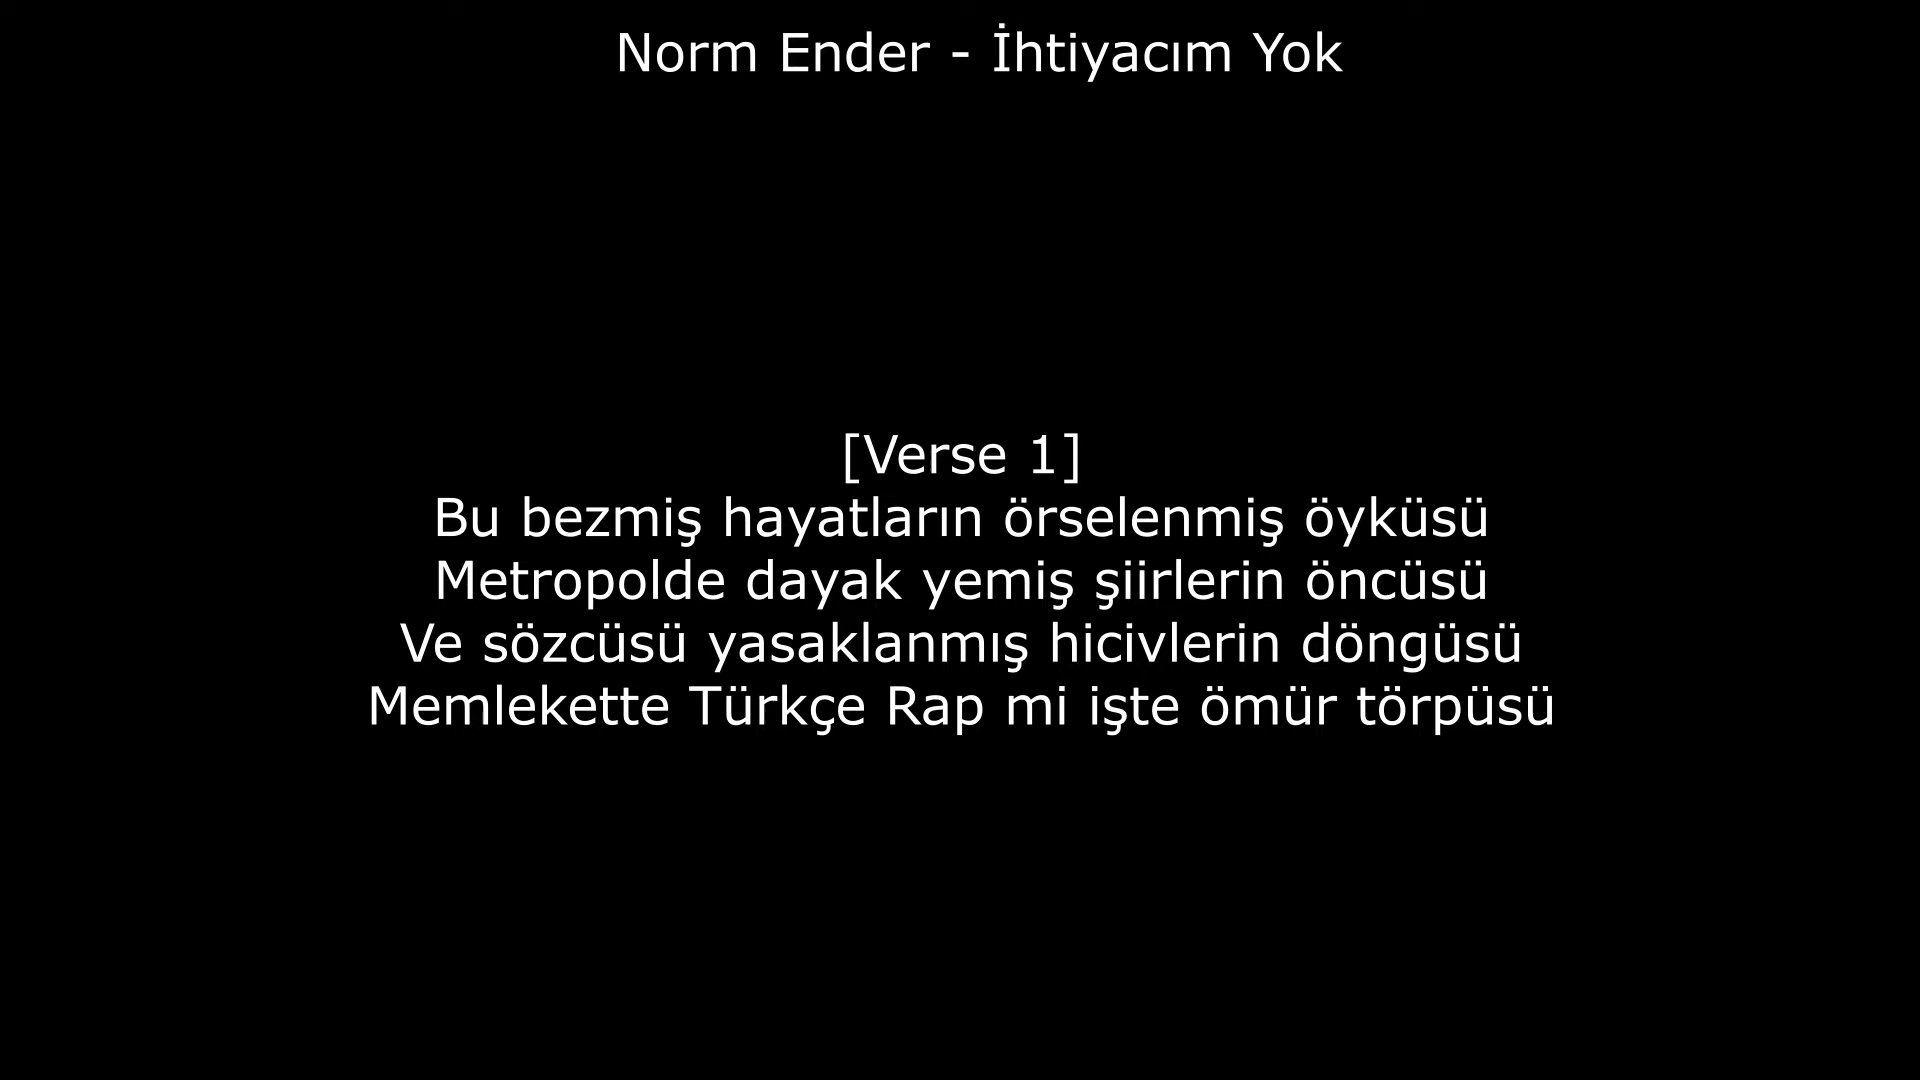 Norm Ender - İhtiyacım Yok
[Verse 1]
Bu bezmiş hayatların örselenmiş öyküsü
Metropolde dayak yemiş şiirlerin öncüsü
Ve sözcüsü yasaklanmış hicivlerin döngüsü
Memlekette Türkçe Rap mi işte ömür törpüsü